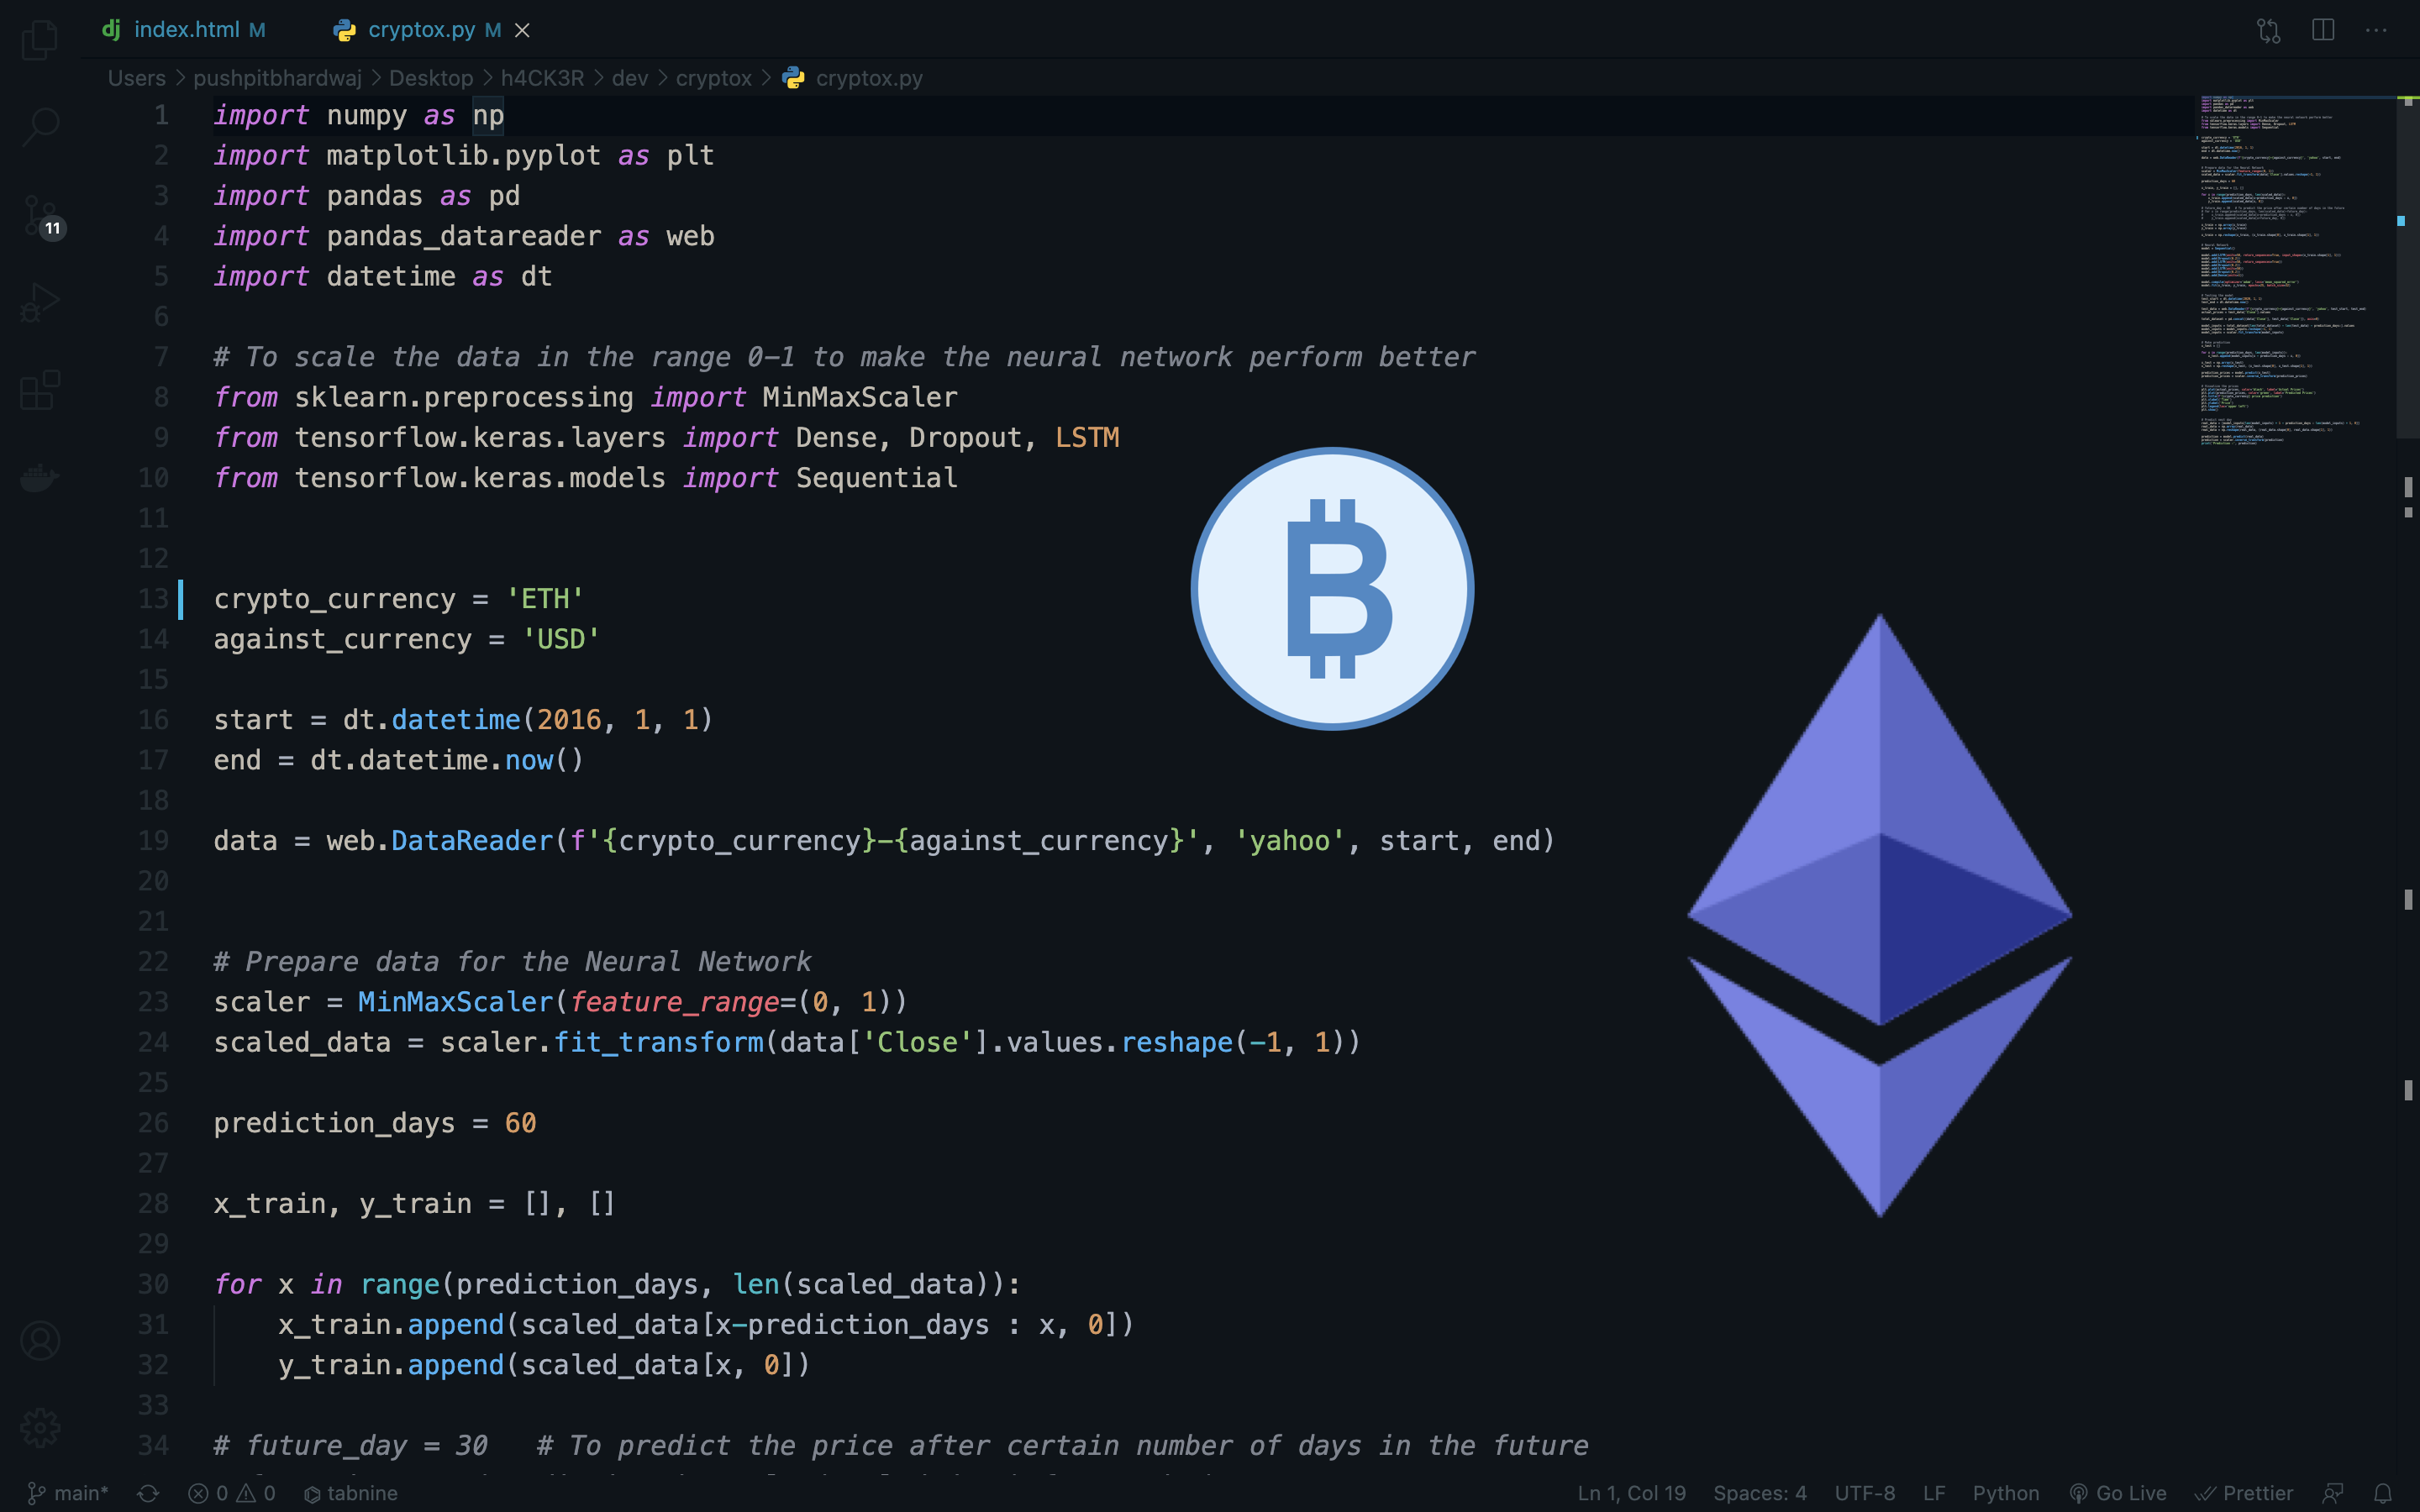 index.html M cryptox.py M
Users > pushpitbhardwaj > Desktop > h4CK3R > dev > cryptox > cryptox.py
1 import numpy as np
2 import matplotlib.pyplot as plt
3 import pandas as pd
4 import pandas_datareader as web
5 import datetime as dt
6
7 # To scale the data in the range 0-1 to make the neural network perform better
8 from sklearn.preprocessing import MinMaxScaler
9 from tensorflow.keras.layers import Dense, Dropout, LSTM
10 from tensorflow.keras.models import Sequential
11
12
13 crypto_currency = 'ETH'
14 against_currency = 'USD'
15
16 start = dt.datetime(2016, 1, 1)
17 end = dt.datetime.now()
18
19 data = web.DataReader(f'{crypto_currency}-{against_currency}', 'yahoo', start, end)
20
21
22 # Prepare data for the Neural Network
23 scaler = MinMaxScaler(feature_range=(0, 1))
24 scaled_data = scaler.fit_transform(data['Close'].values.reshape(-1, 1))
25
26 prediction_days = 60
27
28 x_train, y_train = [], []
29
30 for x in range(prediction_days, len(scaled_data)):
31     x_train.append(scaled_data[x-prediction_days : x, 0])
32     y_train.append(scaled_data[x, 0])
33
34 # future_day = 30   # To predict the price after certain number of days in the future
11
main* 0 0 tabnine Ln 1, Col 19 Spaces: 4 UTF-8 LF Python Go Live Prettier